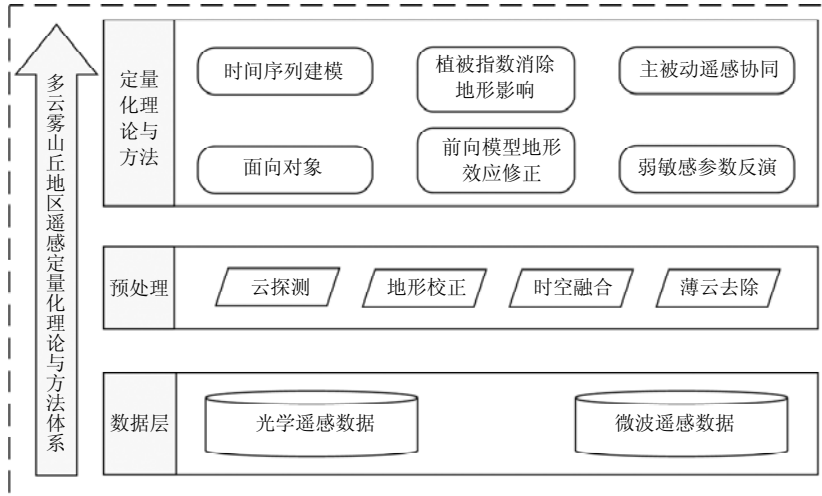 多云雾山丘地区遥感定量化理论与方法体系
定量
化理
论与
方法
时间序列建模
植被指数消除
地形影响
主被动遥感协同
面向对象
前向模型地形
效应修正
弱敏感参数反演
预处理
云探测
地形校正
时空融合
薄云去除
数据层
光学遥感数据
微波遥感数据